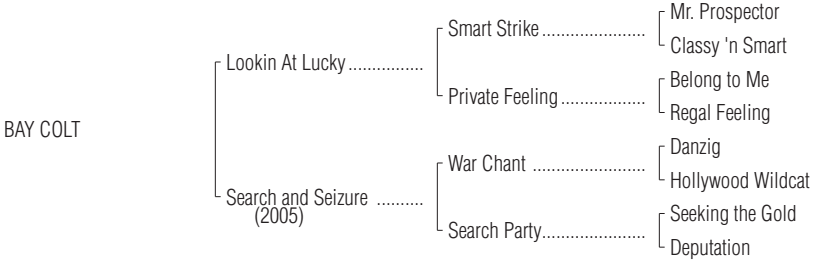 Mr. Prospector
Smart Strike ......................
Classy 'n Smart
Lookin At Lucky ................
Belong to Me
Private Feeling ..................
Regal Feeling
BAY COLT
Danzig
War Chant ........................
Hollywood Wildcat
Search and Seizure ..........
(2005)
Seeking the Gold
Search Party......................
Deputation